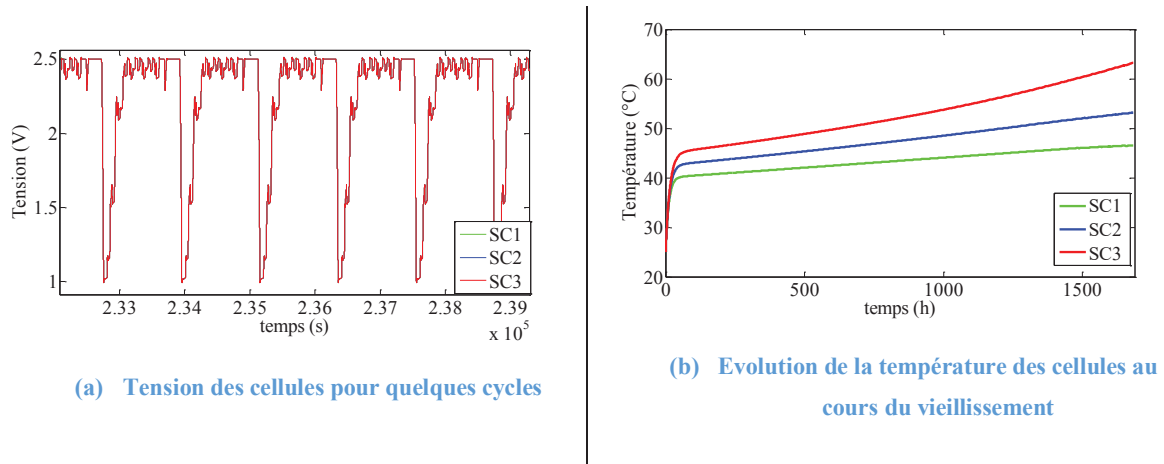 2.5
2
1.5
1
Tension (V)
2.33
2.34
2.35
2.36
2.37
2.38
2.39
temps (s)
x 10^5
SC1
SC2
SC3
(a) Tension des cellules pour quelques cycles
70
60
50
40
30
20
Température (°C)
0
500
1000
1500
temps (h)
SC1
SC2
SC3
(b) Evolution de la température des cellules au
cours du vieillissement